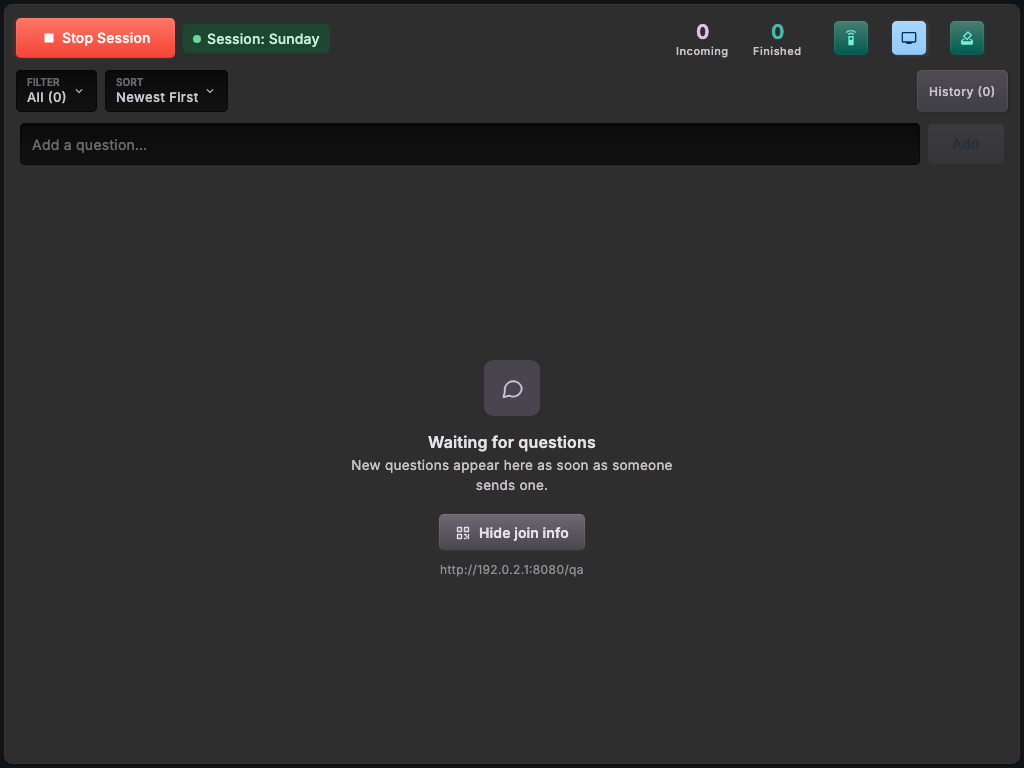 Stop Session
Session: Sunday
0
Incoming
0
Finished
FILTER
All (0)
SORT
Newest First
History (0)
Add a question...
Add
Waiting for questions
New questions appear here as soon as someone
sends one.
Hide join info
http://192.0.2.1:8080/qa